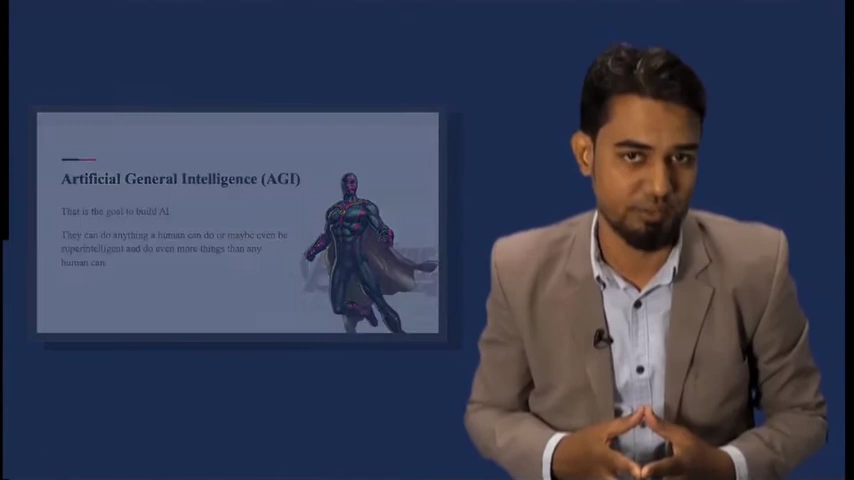 Artificial General Intelligence (AGI)
That is the goal to build AI.
They can do anything a human can do or maybe even be
superintelligent and do even more things than any
human can